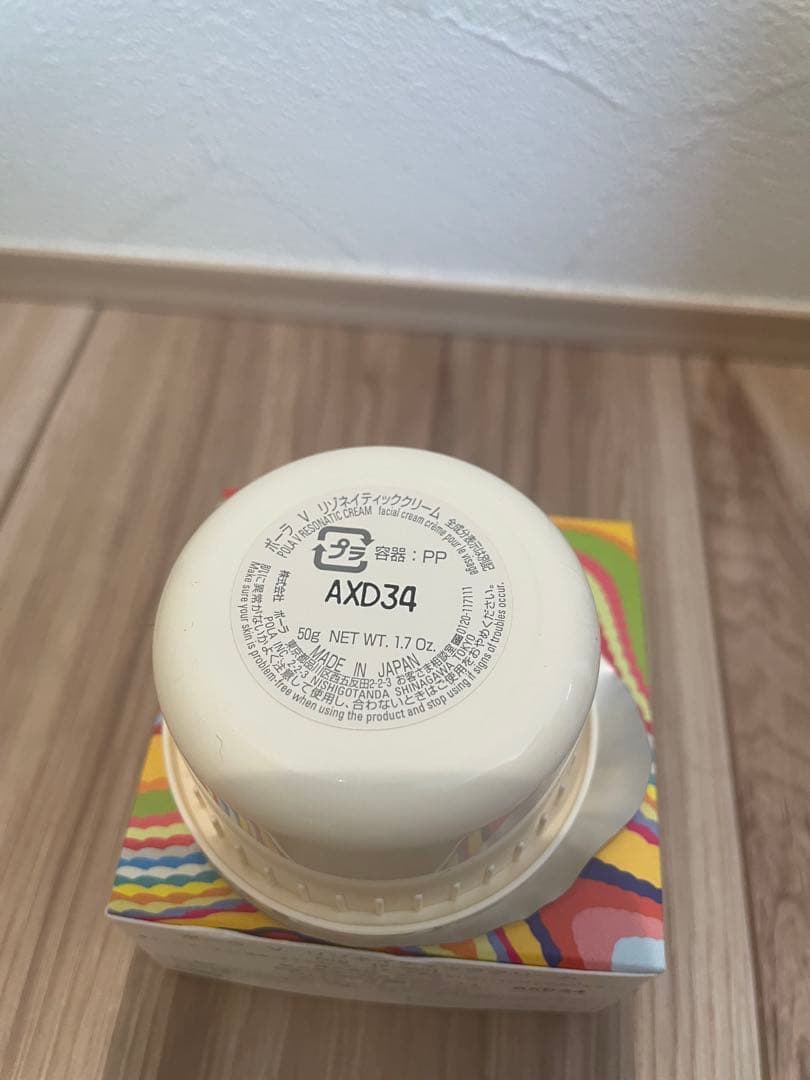 ポーラ V リゾネイティッククリーム 全成分表示は別記
POLA V RESONATIC CREAM facial cream crème pour le visage
プラ 容器：PP
AXD34
50g NET WT. 1.7 Oz.
MADE IN JAPAN
株式会社 ポーラ 東京都品川区西五反田2-2-3 お客さま相談室 0120-117111
POLA INC. 2-2-3 NISHIGOTANDA SHINAGAWA TOKYO
肌に異常がないかよく注意して使用し、合わないときはご使用をおやめください。
Make sure your skin is problem-free when using the product and stop using if signs of troubles occur.
AXD34